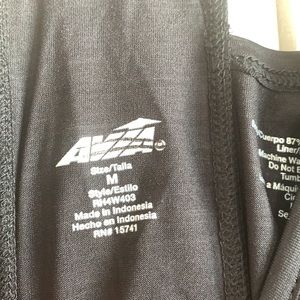 AVIA
Size/Talla
M
Style/Estilo
RH4W403
Made in Indonesia
Hecho en Indonesia
RN# 15741
Cuerpo 87%
Liner/
Machine Wa
Do Not B
Tumb
a Máqui